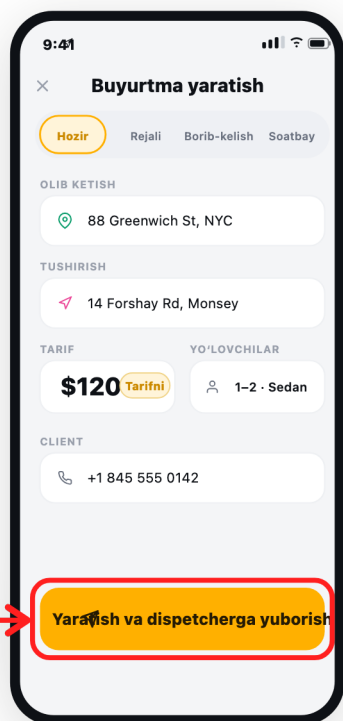 9:41
Buyurtma yaratish
Hozir Rejali Borib-kelish Soatbay
OLIB KETISH
88 Greenwich St, NYC
TUSHIRISH
14 Forshay Rd, Monsey
TARIF YO‘LOVCHILAR
$120 Tarifni 1–2 · Sedan
CLIENT
+1 845 555 0142
Yaratish va dispetcherga yuborish